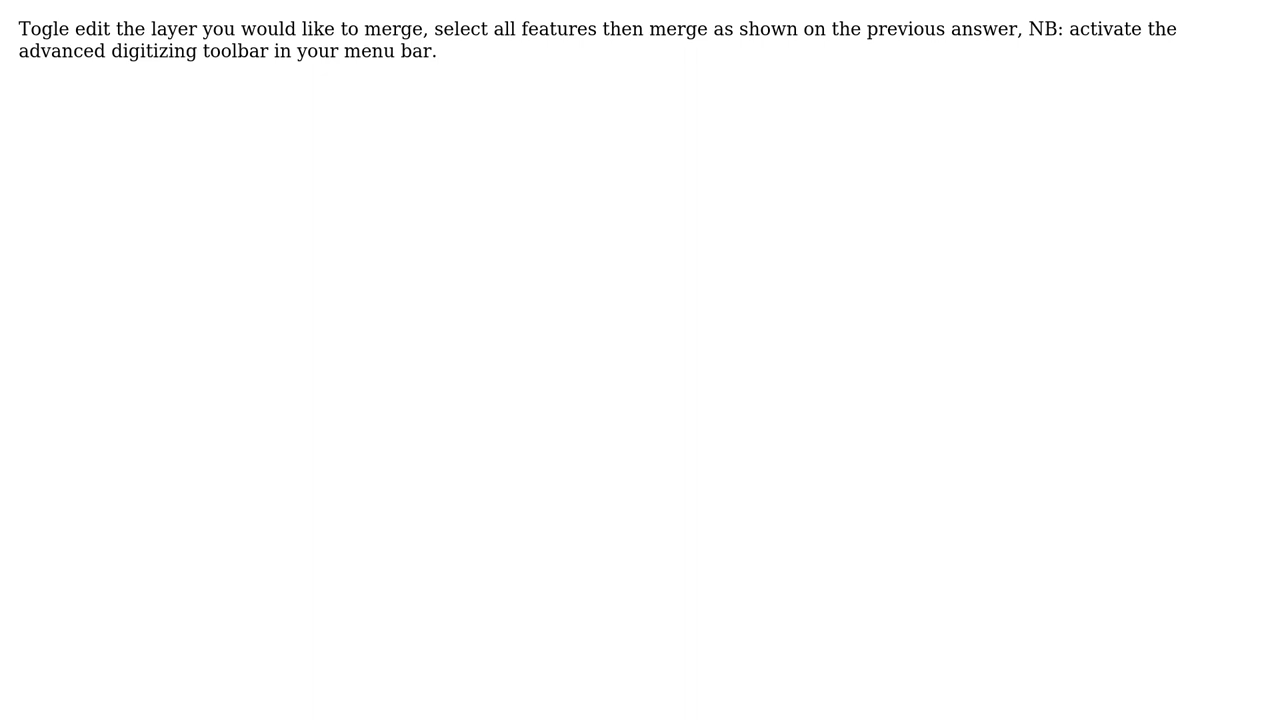 Togle edit the layer you would like to merge, select all features then merge as shown on the previous answer, NB: activate the
advanced digitizing toolbar in your menu bar.